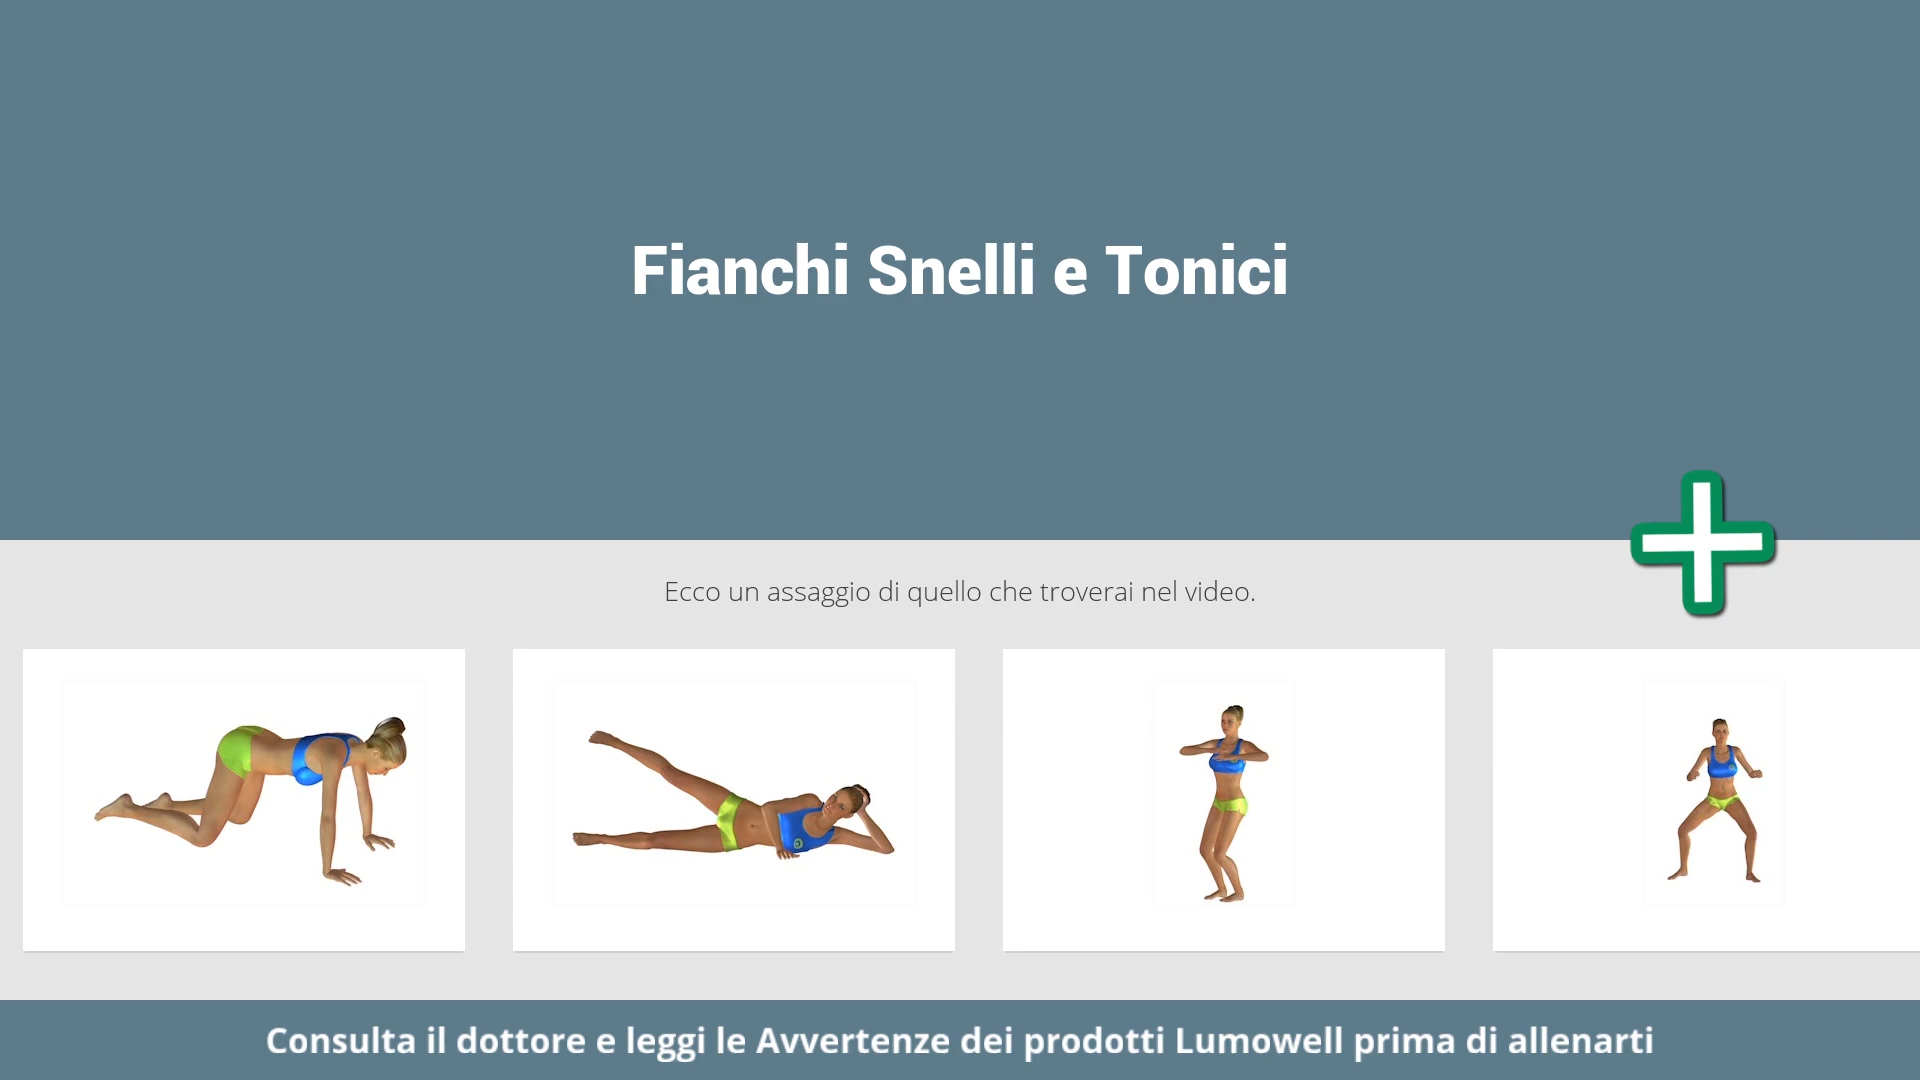 Fianchi Snelli e Tonici
Ecco un assaggio di quello che troverai nel video.
Consulta il dottore e leggi le Avvertenze dei prodotti Lumowell prima di allenarti